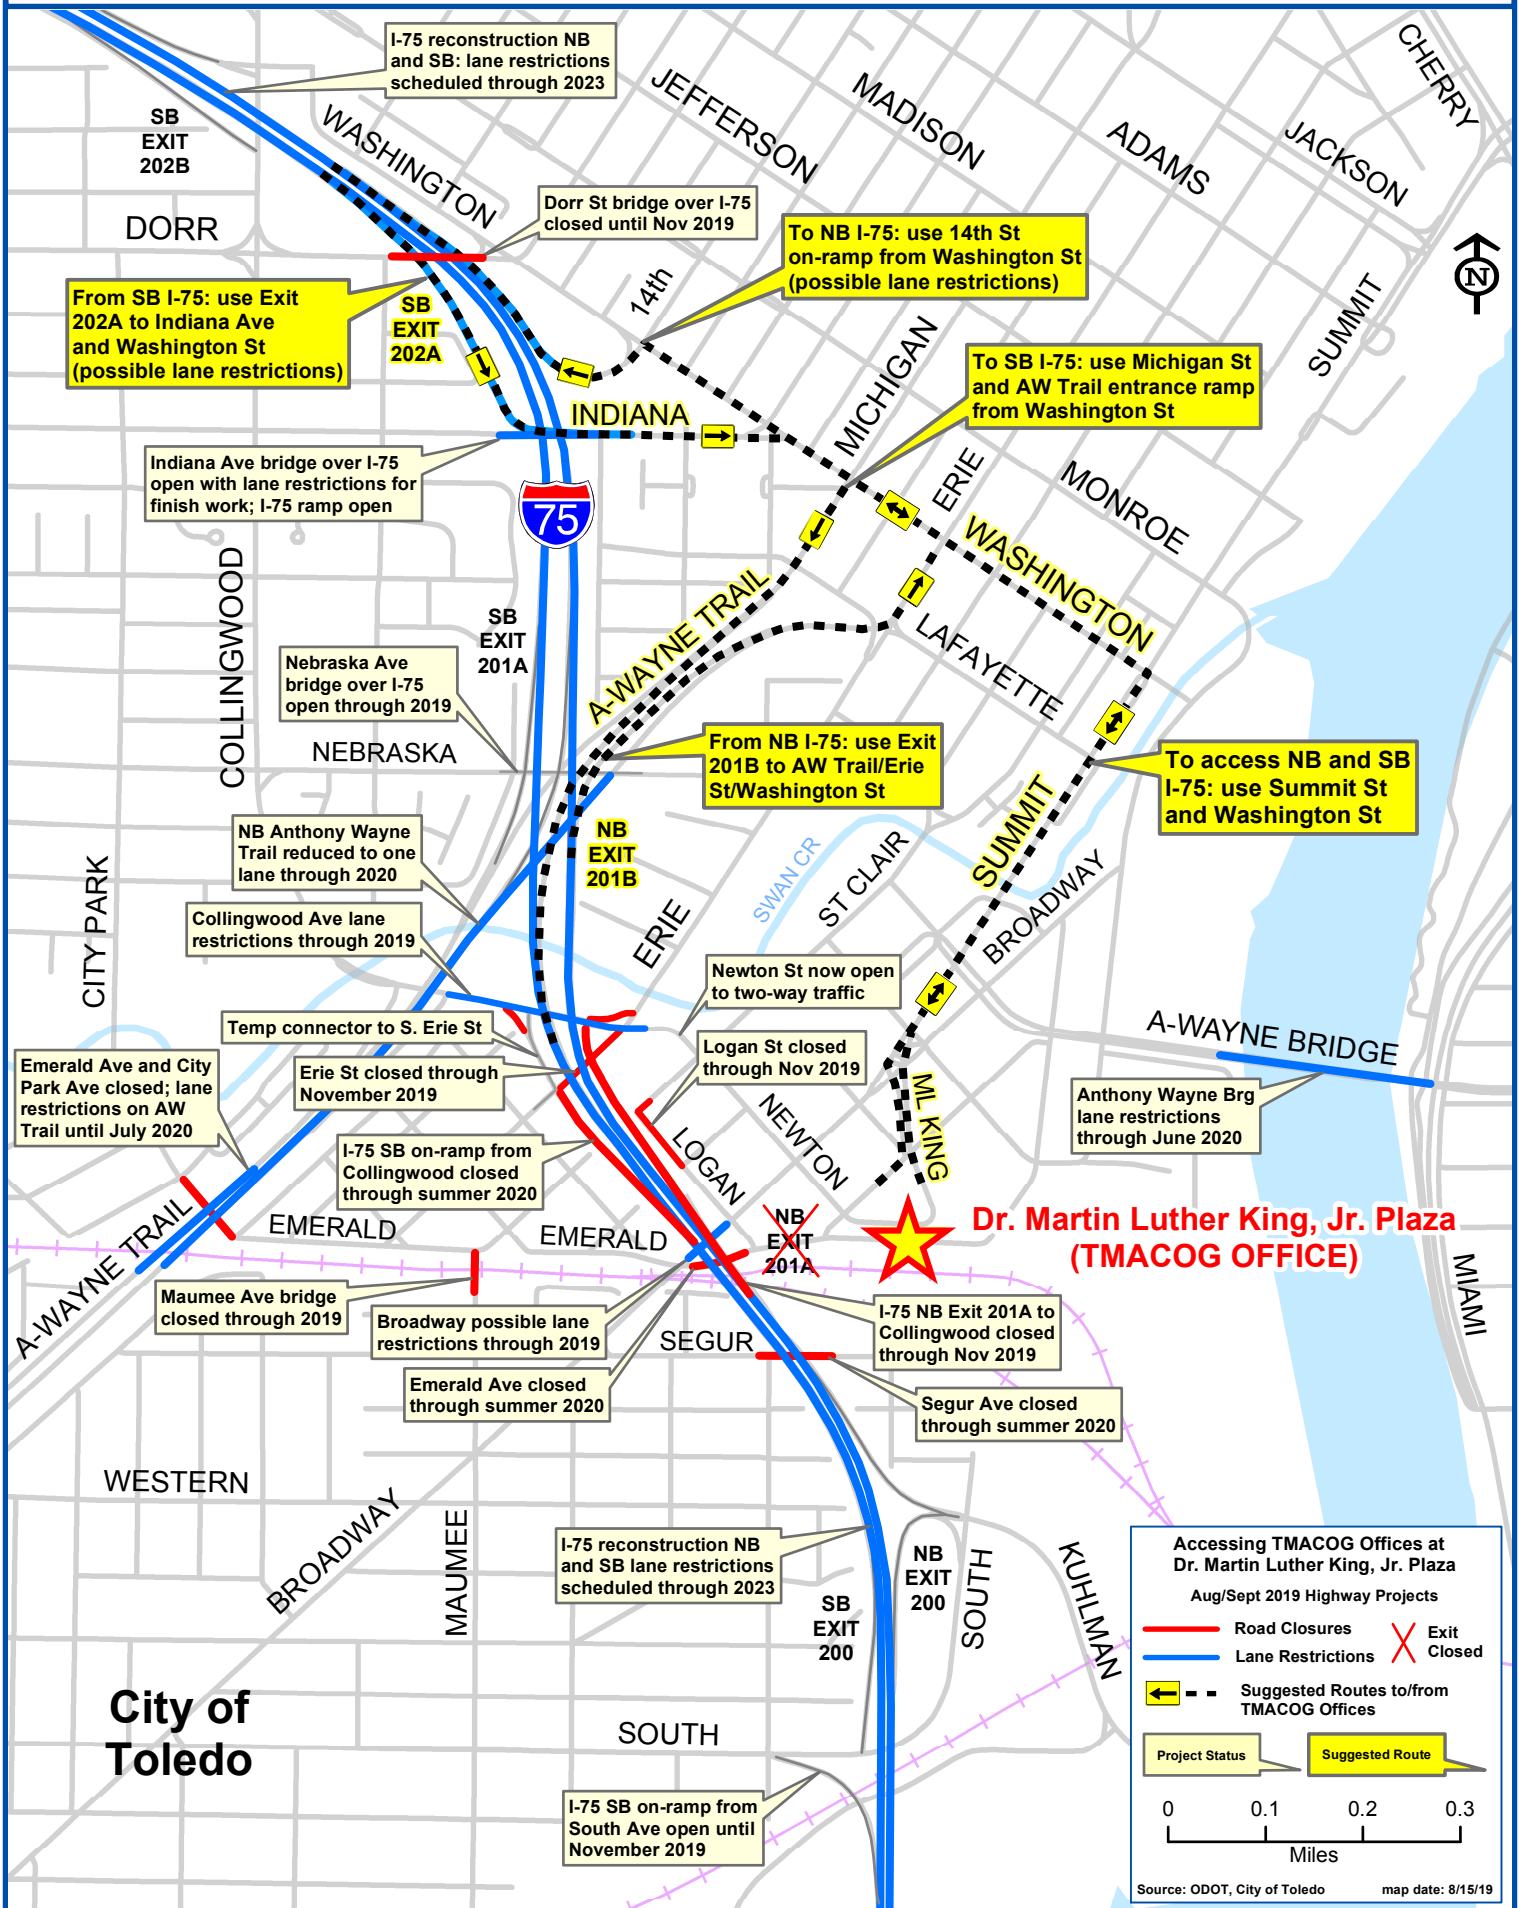 I-75 reconstruction NB
and SB: lane restrictions
scheduled through 2023
CHERRY
JEFFERSON
MADISON
ADAMS
JACKSON
SB
EXIT
202B
WASHINGTON
DORR
Dorr St bridge over I-75
closed until Nov 2019
To NB I-75: use 14th St
on-ramp from Washington St
(possible lane restrictions)
N
14th
SUMMIT
From SB I-75: use Exit
202A to Indiana Ave
and Washington St
(possible lane restrictions)
SB
EXIT
202A
MICHIGAN
To SB I-75: use Michigan St
and AW Trail entrance ramp
from Washington St
INDIANA
Indiana Ave bridge over I-75
open with lane restrictions for
finish work; I-75 ramp open
75
ERIE
MONROE
WASHINGTON
COLLINGWOOD
SB
EXIT
201A
A-WAYNE TRAIL
LAFAYETTE
Nebraska Ave
bridge over I-75
open through 2019
NEBRASKA
From NB I-75: use Exit
201B to AW Trail/Erie
St/Washington St
To access NB and SB
I-75: use Summit St
and Washington St
SUMMIT
NB Anthony Wayne
Trail reduced to one
lane through 2020
NB
EXIT
201B
SWAN CR
ST CLAIR
BROADWAY
CITY PARK
Collingwood Ave lane
restrictions through 2019
ERIE
Newton St now open
to two-way traffic
Temp connector to S. Erie St
A-WAYNE BRIDGE
Emerald Ave and City
Park Ave closed; lane
restrictions on AW
Trail until July 2020
Erie St closed through
November 2019
Logan St closed
through Nov 2019
Anthony Wayne Brg
lane restrictions
through June 2020
I-75 SB on-ramp from
Collingwood closed
through summer 2020
LOGAN
NEWTON
ML KING
A-WAYNE TRAIL
EMERALD
EMERALD
NB
EXIT
201A
Dr. Martin Luther King, Jr. Plaza
(TMACOG OFFICE)
MIAMI
Maumee Ave bridge
closed through 2019
Broadway possible lane
restrictions through 2019
SEGUR
I-75 NB Exit 201A to
Collingwood closed
through Nov 2019
Emerald Ave closed
through summer 2020
Segur Ave closed
through summer 2020
WESTERN
BROADWAY
MAUMEE
I-75 reconstruction NB
and SB lane restrictions
scheduled through 2023
NB
EXIT
200
SB
EXIT
200
SOUTH
KUHLMAN
City of
Toledo
SOUTH
I-75 SB on-ramp from
South Ave open until
November 2019
Accessing TMACOG Offices at
Dr. Martin Luther King, Jr. Plaza
Aug/Sept 2019 Highway Projects
Road Closures
Exit
Closed
Lane Restrictions
Suggested Routes to/from
TMACOG Offices
Project Status
Suggested Route
0 0.1 0.2 0.3
Miles
Source: ODOT, City of Toledo map date: 8/15/19